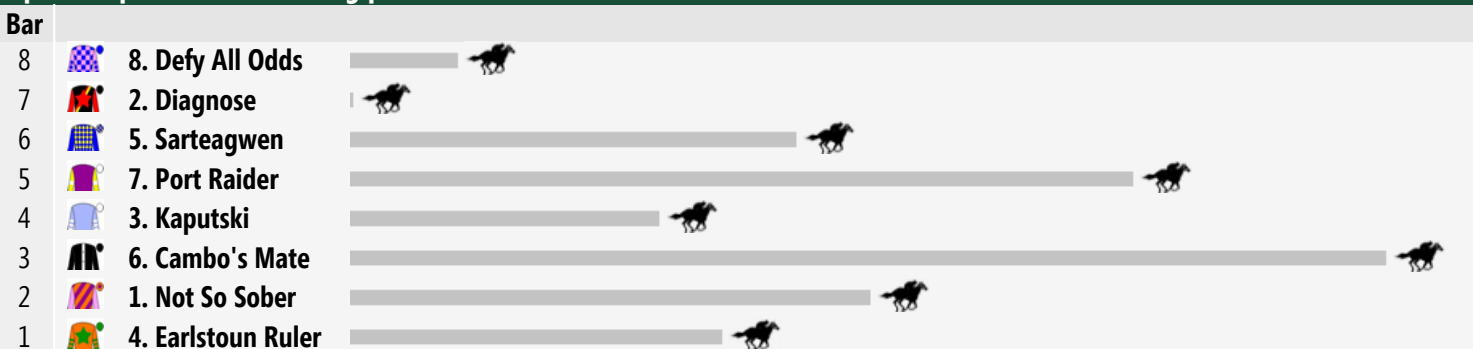 Bar
8 8. Defy All Odds
7 2. Diagnose
6 5. Sarteagwen
5 7. Port Raider
4 3. Kaputski
3 6. Cambo's Mate
2 1. Not So Sober
1 4. Earlstoun Ruler